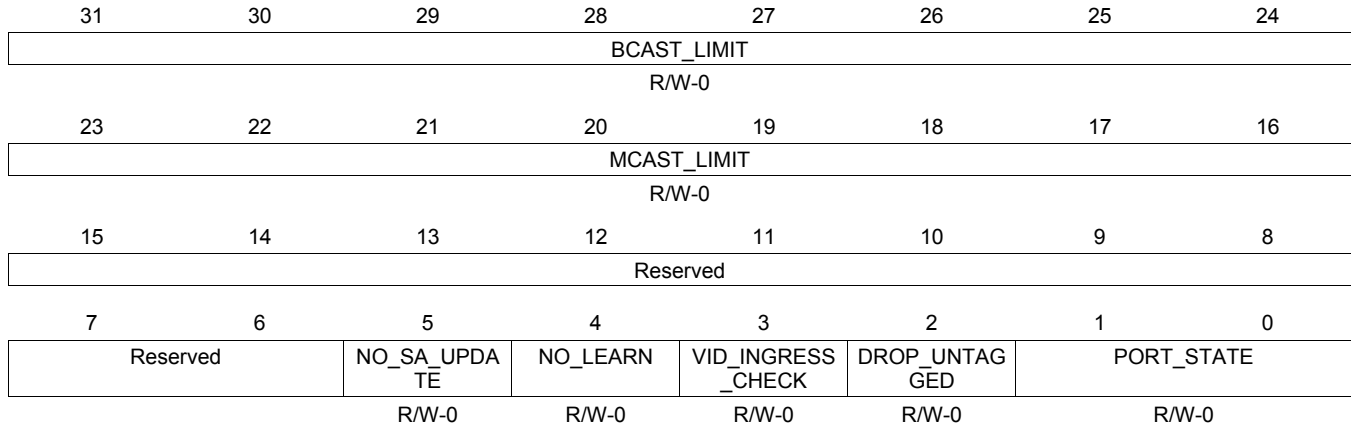 31 30 29 28 27 26 25 24
BCAST_LIMIT
R/W-0
23 22 21 20 19 18 17 16
MCAST_LIMIT
R/W-0
15 14 13 12 11 10 9 8
Reserved
7 6 5 4 3 2 1 0
Reserved NO_SA_UPDA NO_LEARN VID_INGRESS DROP_UNTAG PORT_STATE
TE _CHECK GED
R/W-0 R/W-0 R/W-0 R/W-0 R/W-0